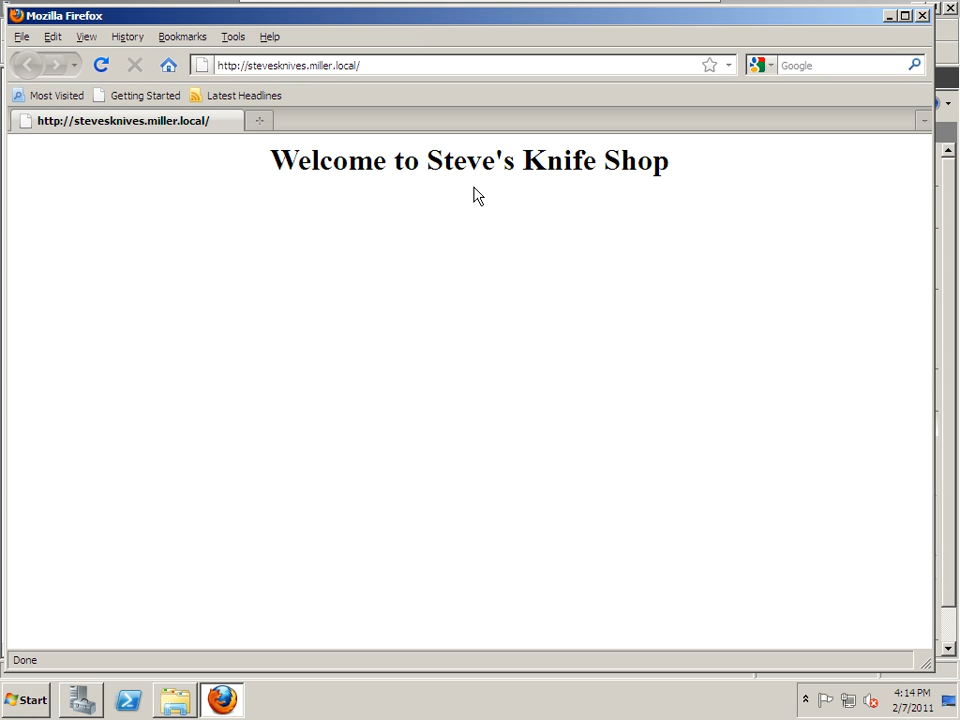 Mozilla Firefox
File Edit View History Bookmarks Tools Help
http://stevesknives.miller.local/
Google
Most Visited Getting Started Latest Headlines
http://stevesknives.miller.local/
Welcome to Steve's Knife Shop
Done
Start
4:14 PM
2/7/2011